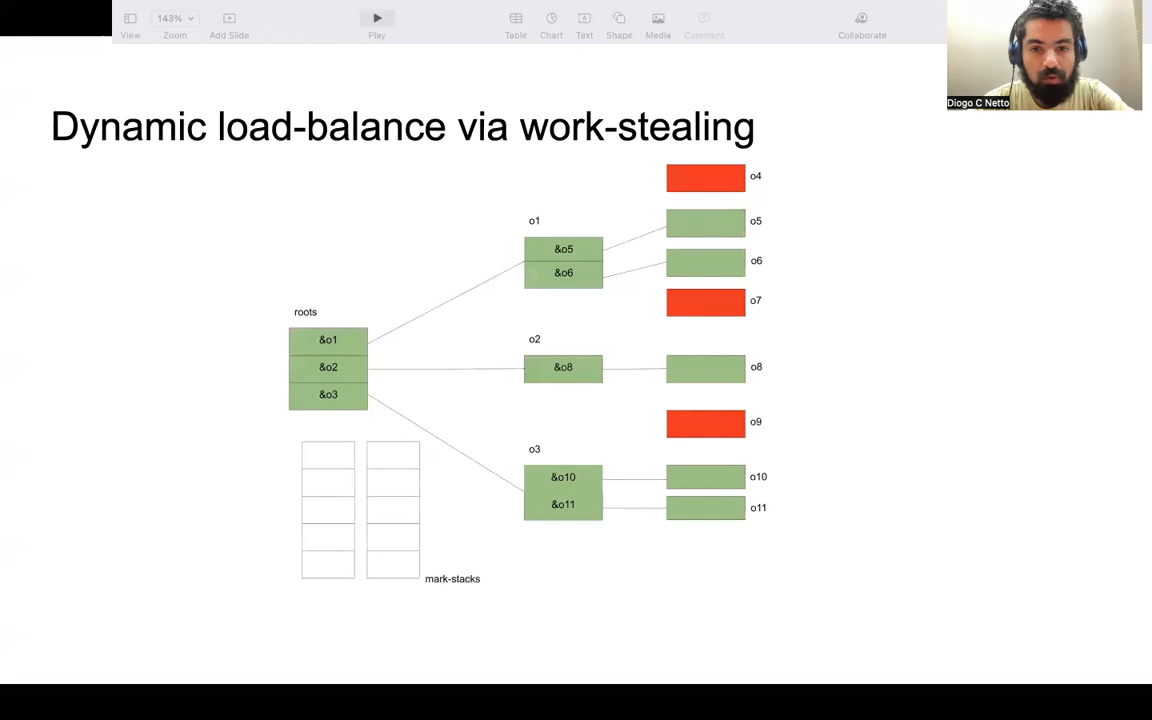 143%
View
Zoom
Add Slide
Play
Table
Chart
Text
Shape
Media
Comment
Collaborate
Diogo C Netto
Dynamic load-balance via work-stealing
o4
o1
o5
&o5
o6
&o6
o7
roots
&o1
o2
&o2
&o8
o8
&o3
o9
o3
&o10
o10
&o11
o11
mark-stacks